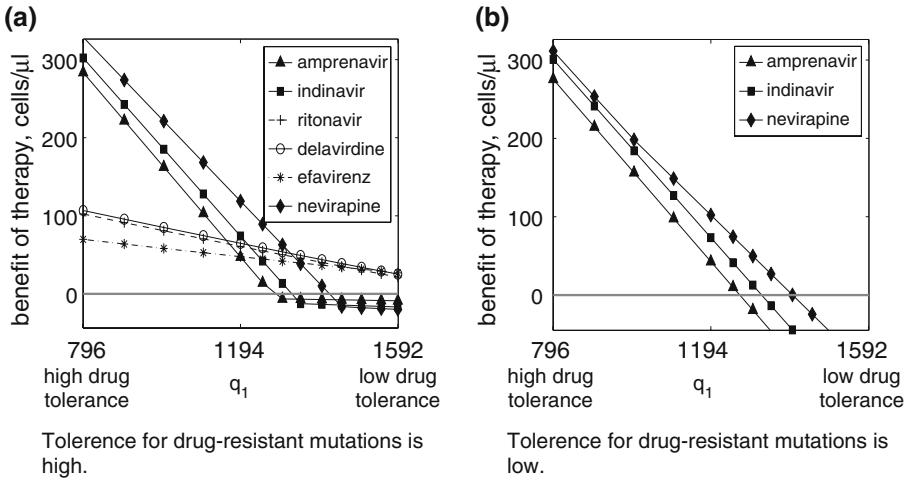 (a)
benefit of therapy, cells/μl
300
200
100
0
amprenavir
indinavir
ritonavir
delavirdine
efavirenz
nevirapine
796
1194
1592
high drug
tolerance
q1
low drug
tolerance
Tolerence for drug-resistant mutations is
high.
(b)
benefit of therapy, cells/μl
300
200
100
0
amprenavir
indinavir
nevirapine
796
1194
1592
high drug
tolerance
q1
low drug
tolerance
Tolerence for drug-resistant mutations is
low.